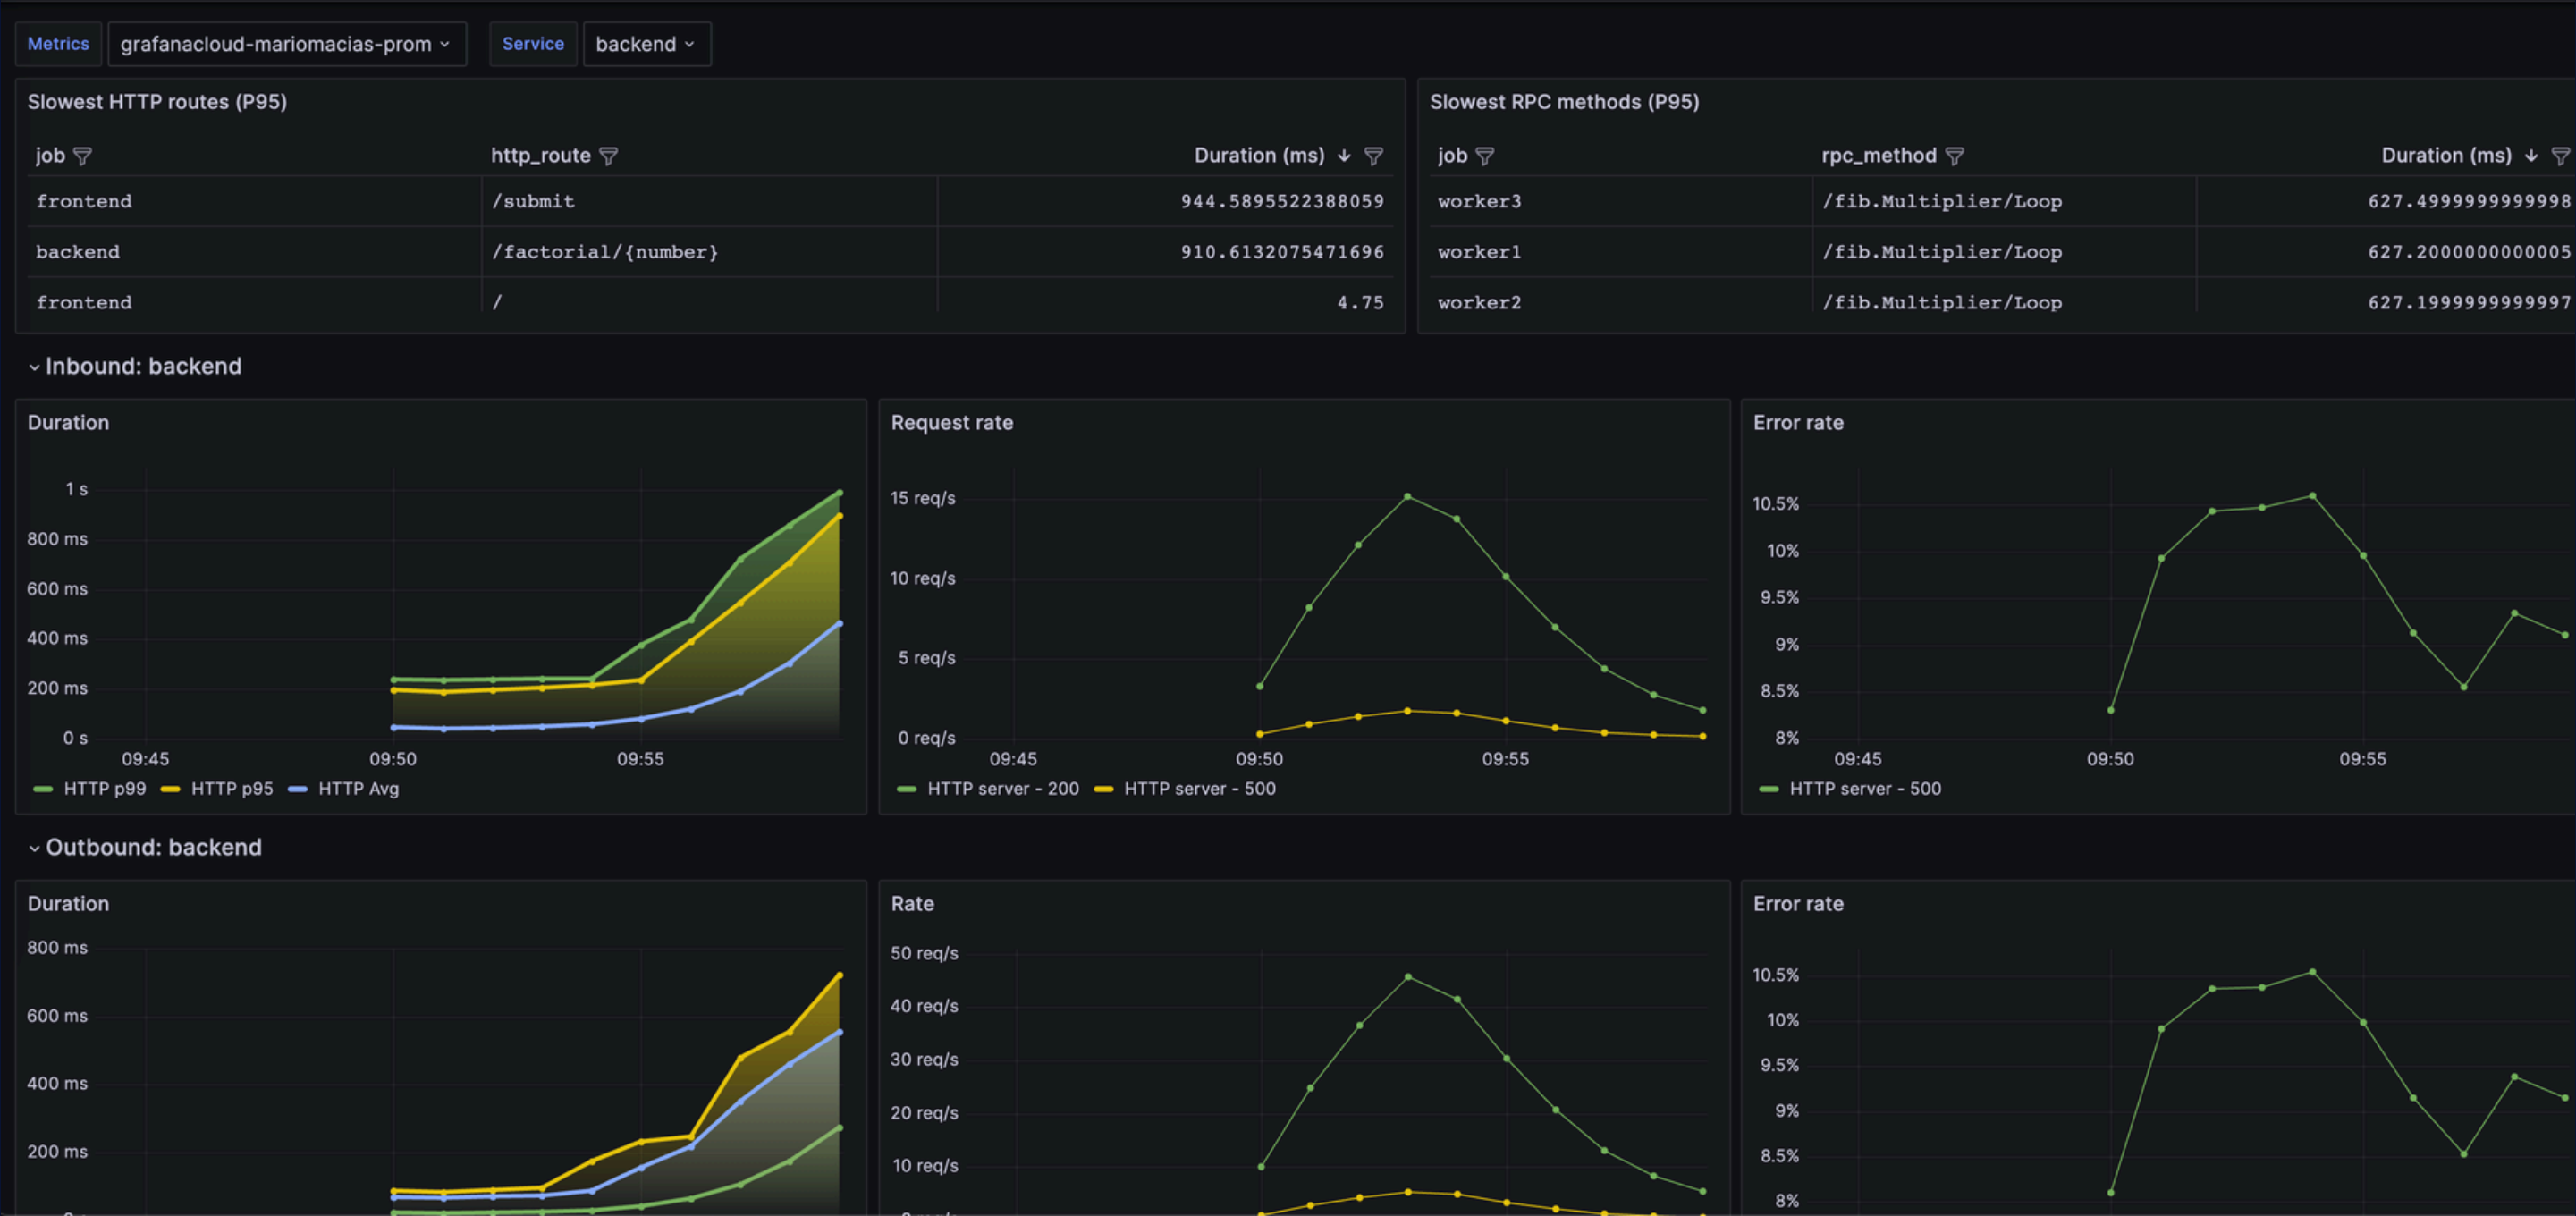 Metrics grafanacloud-mariomacias-prom Service backend
Slowest HTTP routes (P95)
job http_route Duration (ms)
frontend /submit 944.5895522388059
backend /factorial/{number} 910.6132075471696
frontend / 4.75
Slowest RPC methods (P95)
job rpc_method Duration (ms)
worker3 /fib.Multiplier/Loop 627.4999999999998
worker1 /fib.Multiplier/Loop 627.2000000000005
worker2 /fib.Multiplier/Loop 627.1999999999997
Inbound: backend
Duration
1 s
800 ms
600 ms
400 ms
200 ms
0 s
09:45 09:50 09:55
HTTP p99 HTTP p95 HTTP Avg
Request rate
15 req/s
10 req/s
5 req/s
0 req/s
09:45 09:50 09:55
HTTP server - 200 HTTP server - 500
Error rate
10.5%
10%
9.5%
9%
8.5%
8%
09:45 09:50 09:55
HTTP server - 500
Outbound: backend
Duration
800 ms
600 ms
400 ms
200 ms
Rate
50 req/s
40 req/s
30 req/s
20 req/s
10 req/s
Error rate
10.5%
10%
9.5%
9%
8.5%
8%